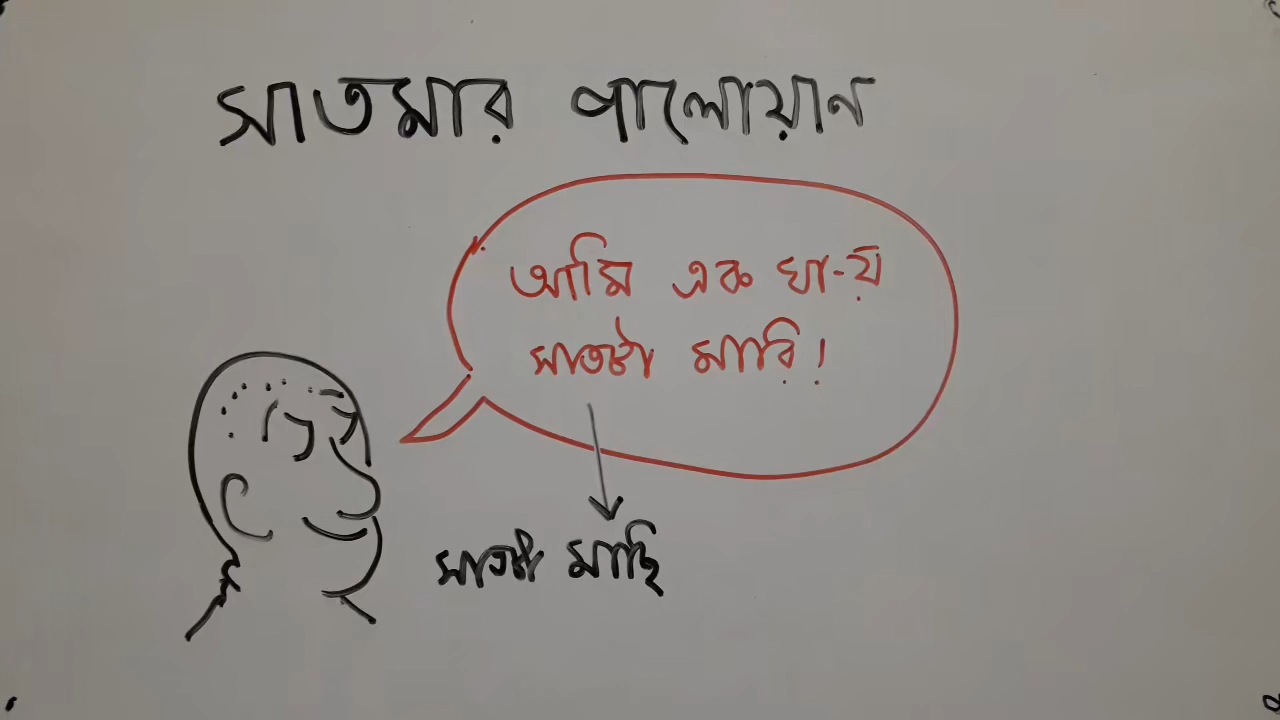 সাতমার পালোয়ান
আমি এক ঘা-য়
সাতটা মারি!
সাতটা মাছি